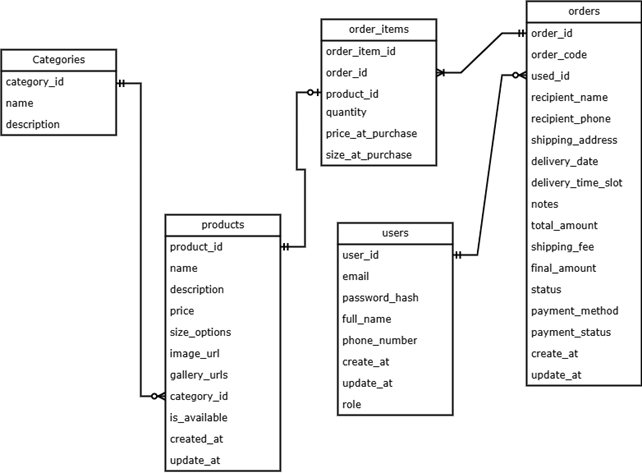 Categories
category_id
name
description
products
product_id
name
description
price
size_options
image_url
gallery_urls
category_id
is_available
created_at
update_at
order_items
order_item_id
order_id
product_id
quantity
price_at_purchase
size_at_purchase
users
user_id
email
password_hash
full_name
phone_number
create_at
update_at
role
orders
order_id
order_code
used_id
recipient_name
recipient_phone
shipping_address
delivery_date
delivery_time_slot
notes
total_amount
shipping_fee
final_amount
status
payment_method
payment_status
create_at
update_at